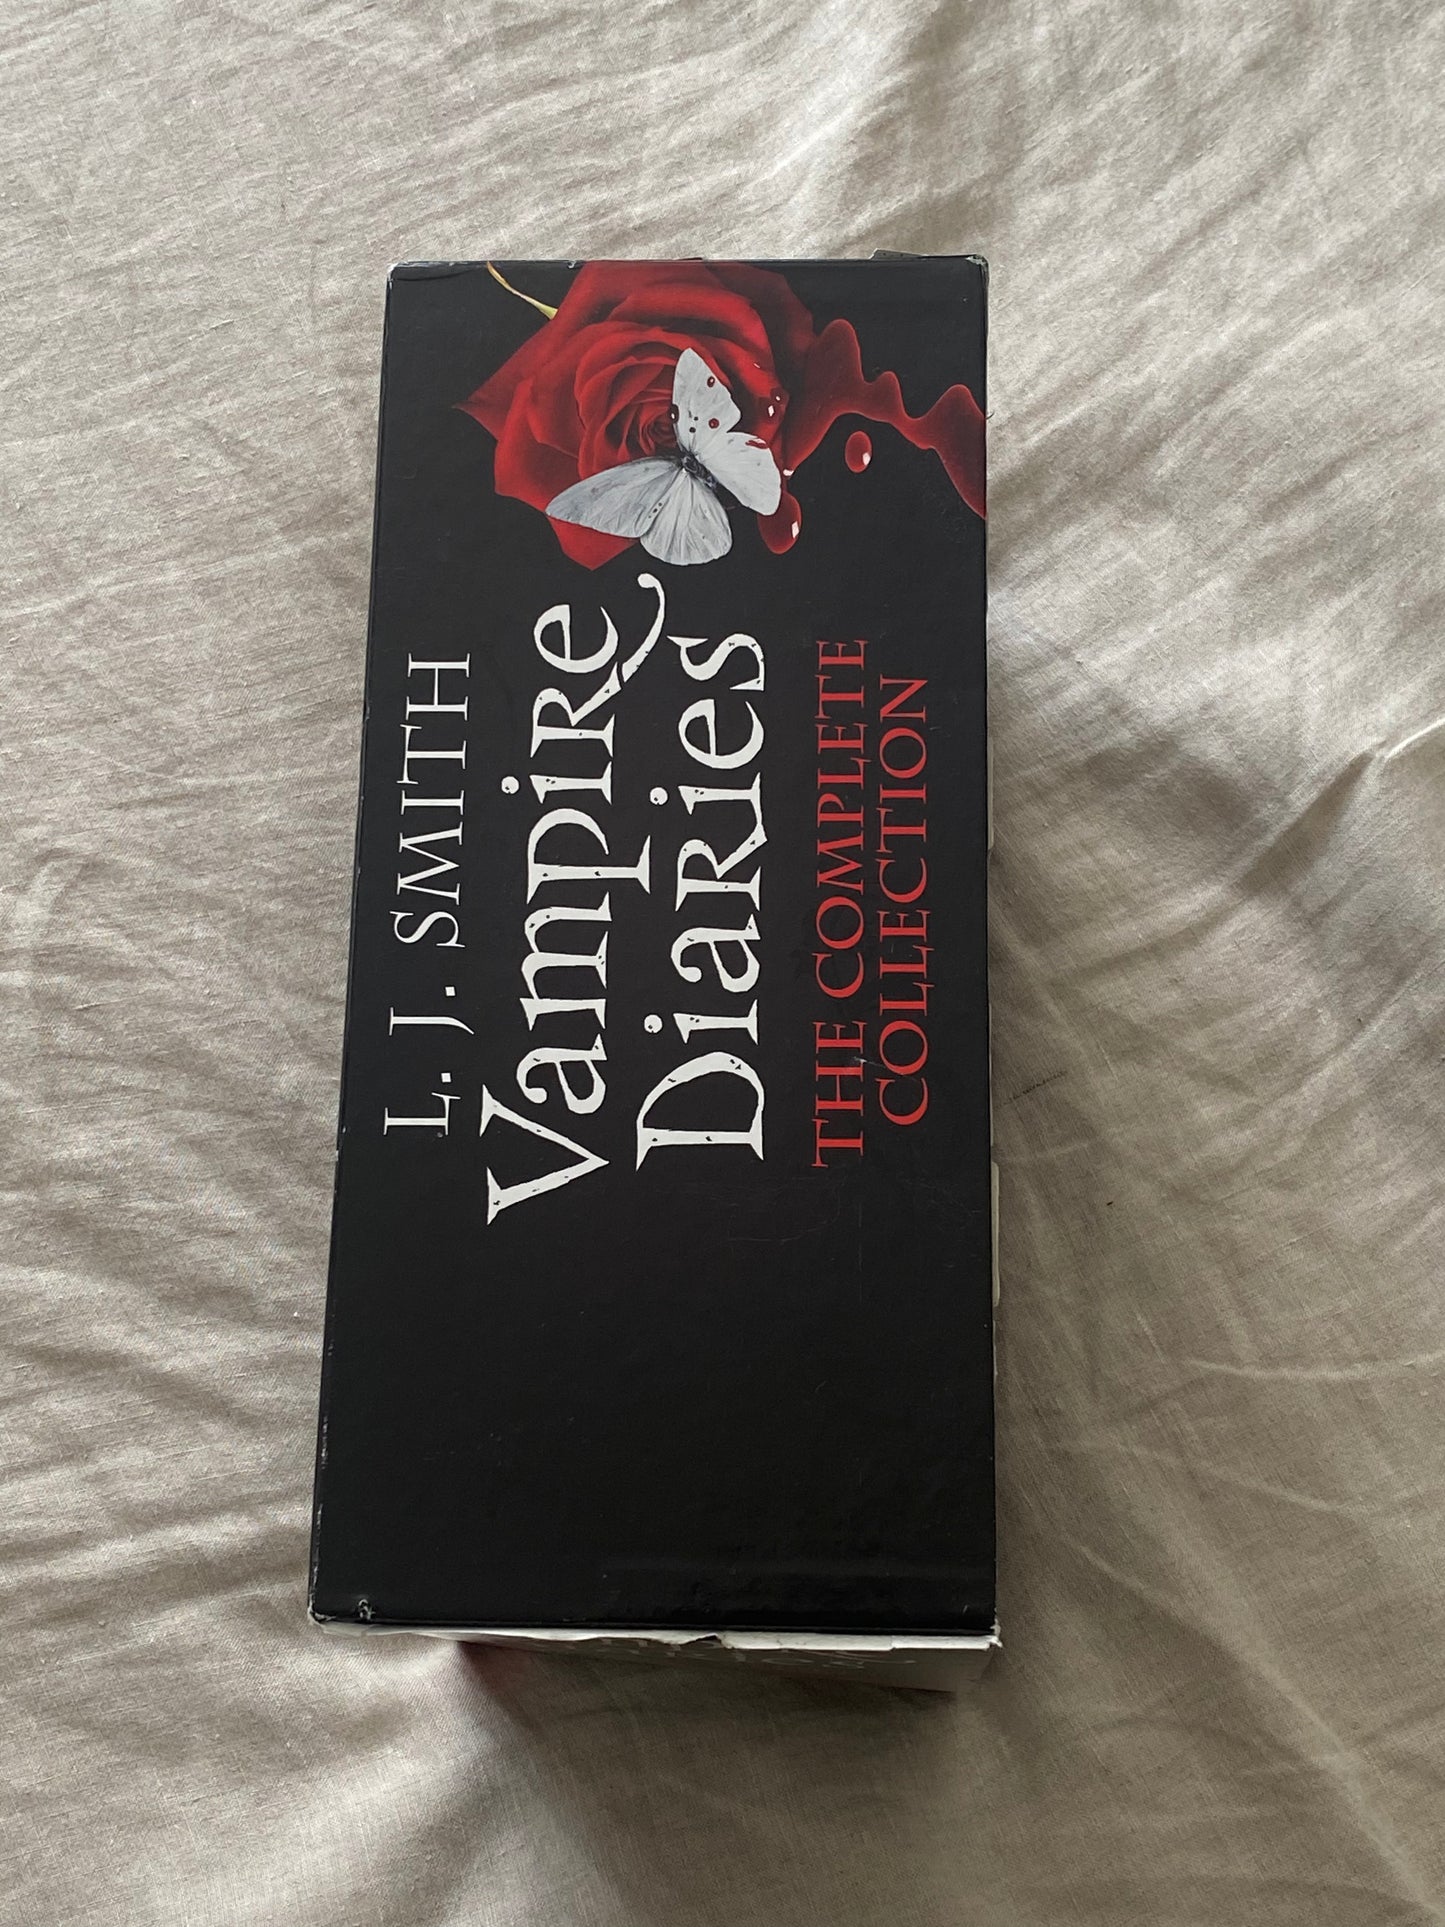 L. J. SMITH
Vampire
Diaries
THE COMPLETE
COLLECTION